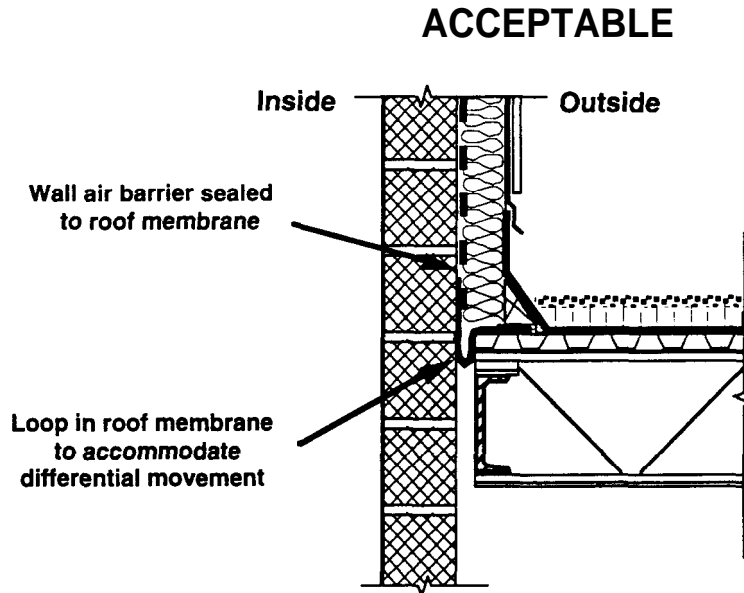 ACCEPTABLE
Inside
Outside
Wall air barrier sealed
to roof membrane
Loop in roof membrane
to accommodate
differential movement